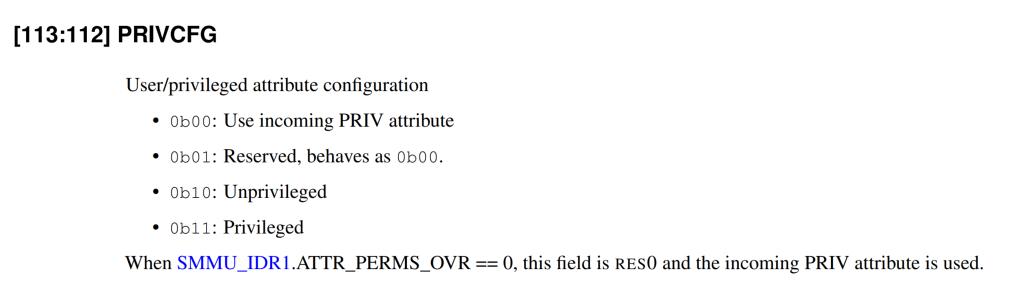 [113:112] PRIVCFG
User/privileged attribute configuration
• 0b00: Use incoming PRIV attribute
• 0b01: Reserved, behaves as 0b00.
• 0b10: Unprivileged
• 0b11: Privileged
When SMMU_IDR1.ATTR_PERMS_OVR == 0, this field is RES0 and the incoming PRIV attribute is used.